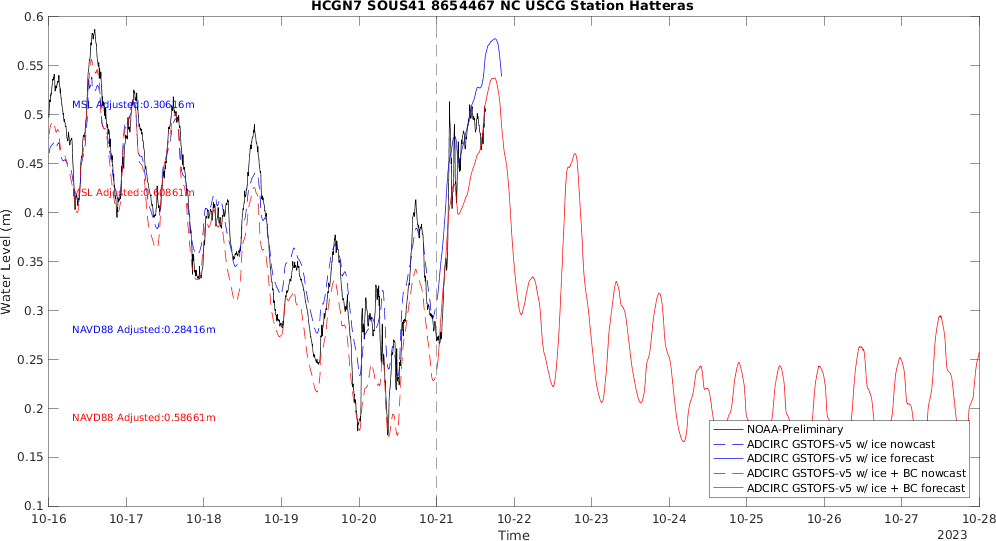 HCGN7 SOUS41 8654467 NC USCG Station Hatteras
Water Level (m)
0.6
0.55
0.5
0.45
0.4
0.35
0.3
0.25
0.2
0.15
0.1
MSL Adjusted:0.30616m
MSL Adjusted:0.60861m
NAVD88 Adjusted:0.28416m
NAVD88 Adjusted:0.58661m
NOAA-Preliminary
ADCIRC GSTOFS-v5 w/ ice nowcast
ADCIRC GSTOFS-v5 w/ ice forecast
ADCIRC GSTOFS-v5 w/ ice + BC nowcast
ADCIRC GSTOFS-v5 w/ ice + BC forecast
10-16 10-17 10-18 10-19 10-20 10-21 10-22 10-23 10-24 10-25 10-26 10-27 10-28
Time
2023